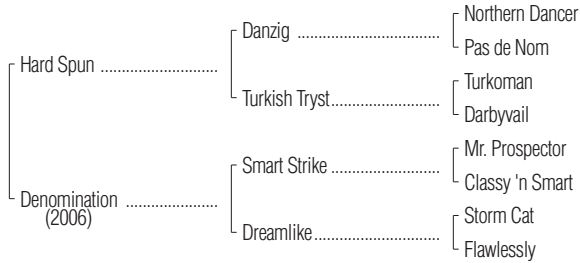 Northern Dancer
Danzig ....................................
Pas de Nom
Hard Spun .............................
Turkoman
Turkish Tryst...........................
Darbyvail
Mr. Prospector
Smart Strike ...........................
Classy 'n Smart
Denomination ......................
(2006)
Storm Cat
Dreamlike...............................
Flawlessly